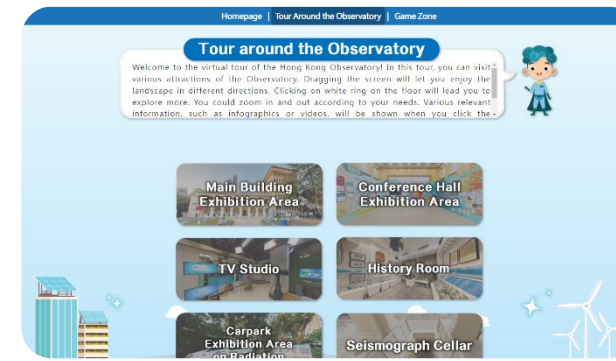 Homepage | Tour Around the Observatory | Game Zone
Tour around the Observatory
Welcome to the virtual tour of the Hong Kong Observatory! In this tour, you can visit
various attractions of the Observatory. Dragging the screen will let you enjoy the
landscape in different directions. Clicking on white ring on the floor will lead you to
explore more. You could zoom in and out according to your needs. Various relevant
information, such as infographics or videos, will be shown when you click the
Main Building
Exhibition Area
Conference Hall
Exhibition Area
TV Studio
History Room
Carpark
Exhibition Area
on Radiation
Seismograph Cellar